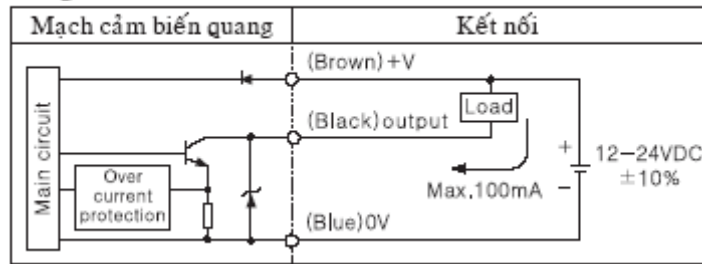 Mạch cảm biến quang
Kết nối
Main circuit
Over
current
protection
(Brown)+V
(Black)output
(Blue)0V
Load
Max,100mA
+
−
12−24VDC
±10%